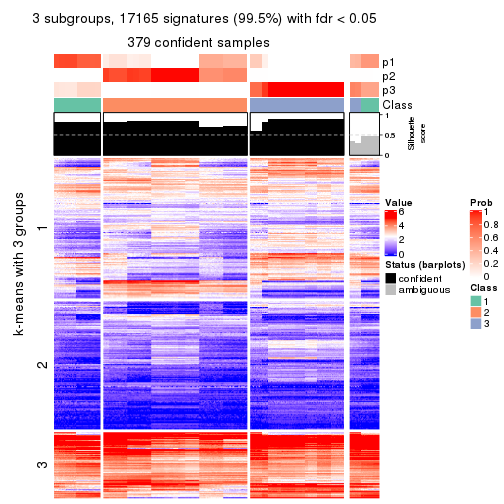 3 subgroups, 17165 signatures (99.5%) with fdr < 0.05
379 confident samples
p1
p2
p3
Class
1
0.5
0
Silhouette
score
k-means with 3 groups
1
2
3
Value
6
4
2
0
Status (barplots)
confident
ambiguous
Prob
1
0.8
0.6
0.4
0.2
0
Class
1
2
3